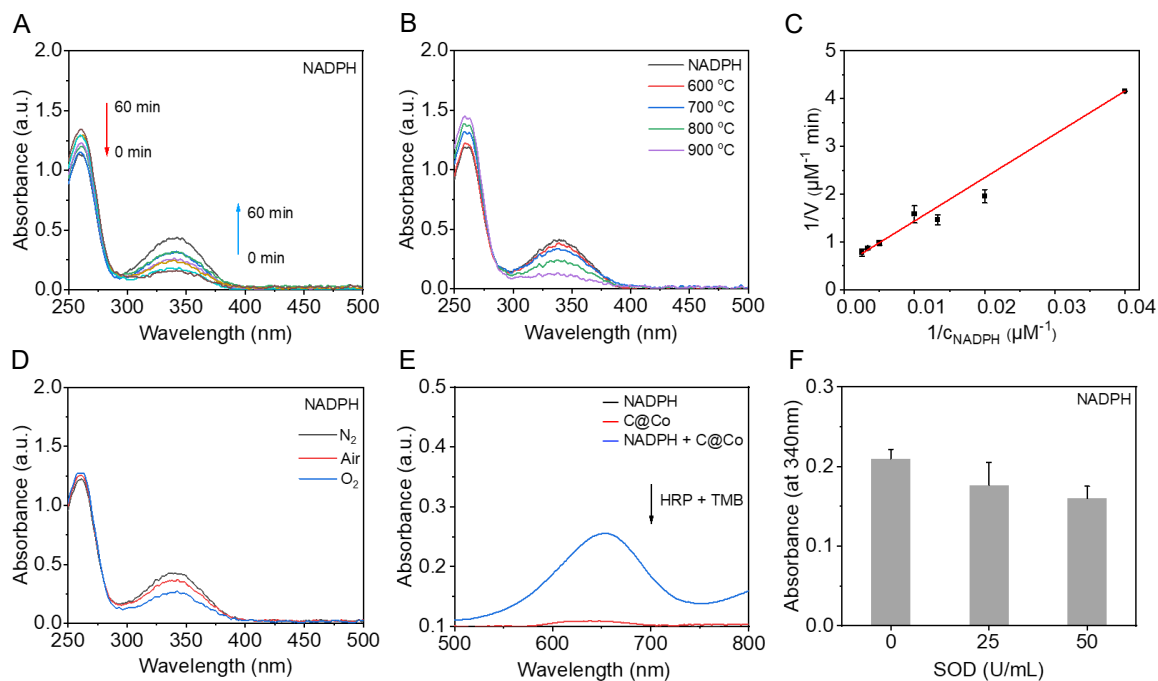 A
2.0
1.5
1.0
0.5
0.0
Absorbance (a.u.)
NADPH
60 min
0 min
60 min
0 min
250 300 350 400 450 500
Wavelength (nm)
B
2.0
1.5
1.0
0.5
0.0
Absorbance (a.u.)
NADPH
600 °C
700 °C
800 °C
900 °C
250 300 350 400 450 500
Wavelength (nm)
C
5
4
3
2
1
0
1/V (μM⁻¹ min)
0.00 0.01 0.02 0.03 0.04
1/c_NADPH (μM⁻¹)
D
2.0
1.5
1.0
0.5
0.0
Absorbance (a.u.)
NADPH
N₂
Air
O₂
250 300 350 400 450 500
Wavelength (nm)
E
0.5
0.4
0.3
0.2
0.1
Absorbance (a.u.)
NADPH
C@Co
NADPH + C@Co
HRP + TMB
500 600 700 800
Wavelength (nm)
F
0.3
0.2
0.1
0.0
Absorbance (at 340nm)
NADPH
0 25 50
SOD (U/mL)